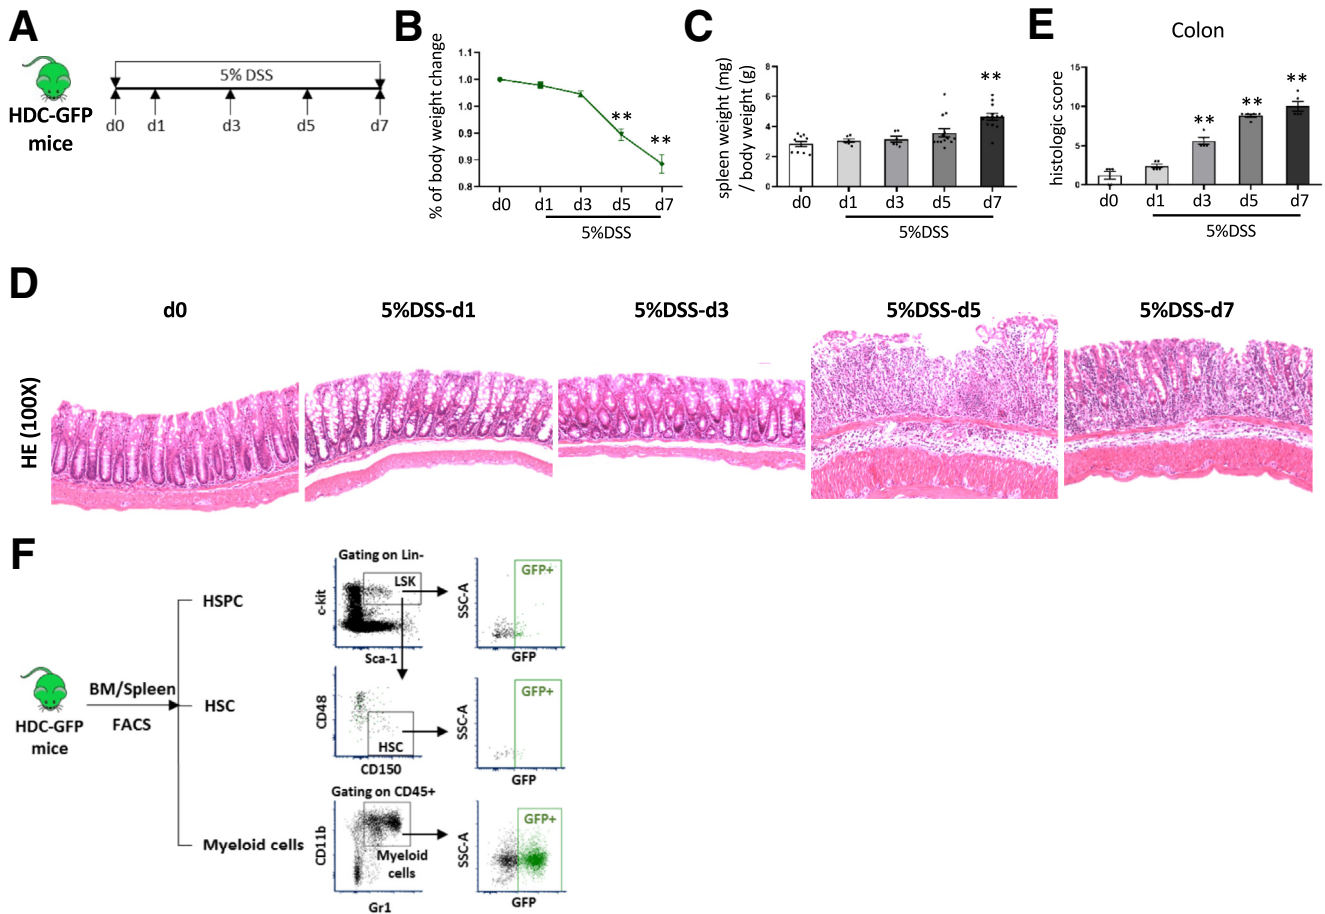 A
HDC-GFP
mice
5% DSS
d0 d1 d3 d5 d7
B
% of body weight change
1.1
1.0
1.0
0.9
0.9
0.8
**
**
d0 d1 d3 d5 d7
5%DSS
C
spleen weight (mg)
/ body weight (g)
8
6
4
2
0
**
d0 d1 d3 d5 d7
5%DSS
E
Colon
histologic score
15
10
5
0
**
**
**
d0 d1 d3 d5 d7
5%DSS
D
d0 5%DSS-d1 5%DSS-d3 5%DSS-d5 5%DSS-d7
HE (100X)
F
HDC-GFP
mice
BM/Spleen
FACS
HSPC
HSC
Myeloid cells
Gating on Lin-
c-kit
LSK
Sca-1
SSC-A
GFP+
GFP
CD48
HSC
CD150
SSC-A
GFP+
GFP
Gating on CD45+
CD11b
Myeloid
cells
Gr1
SSC-A
GFP+
GFP